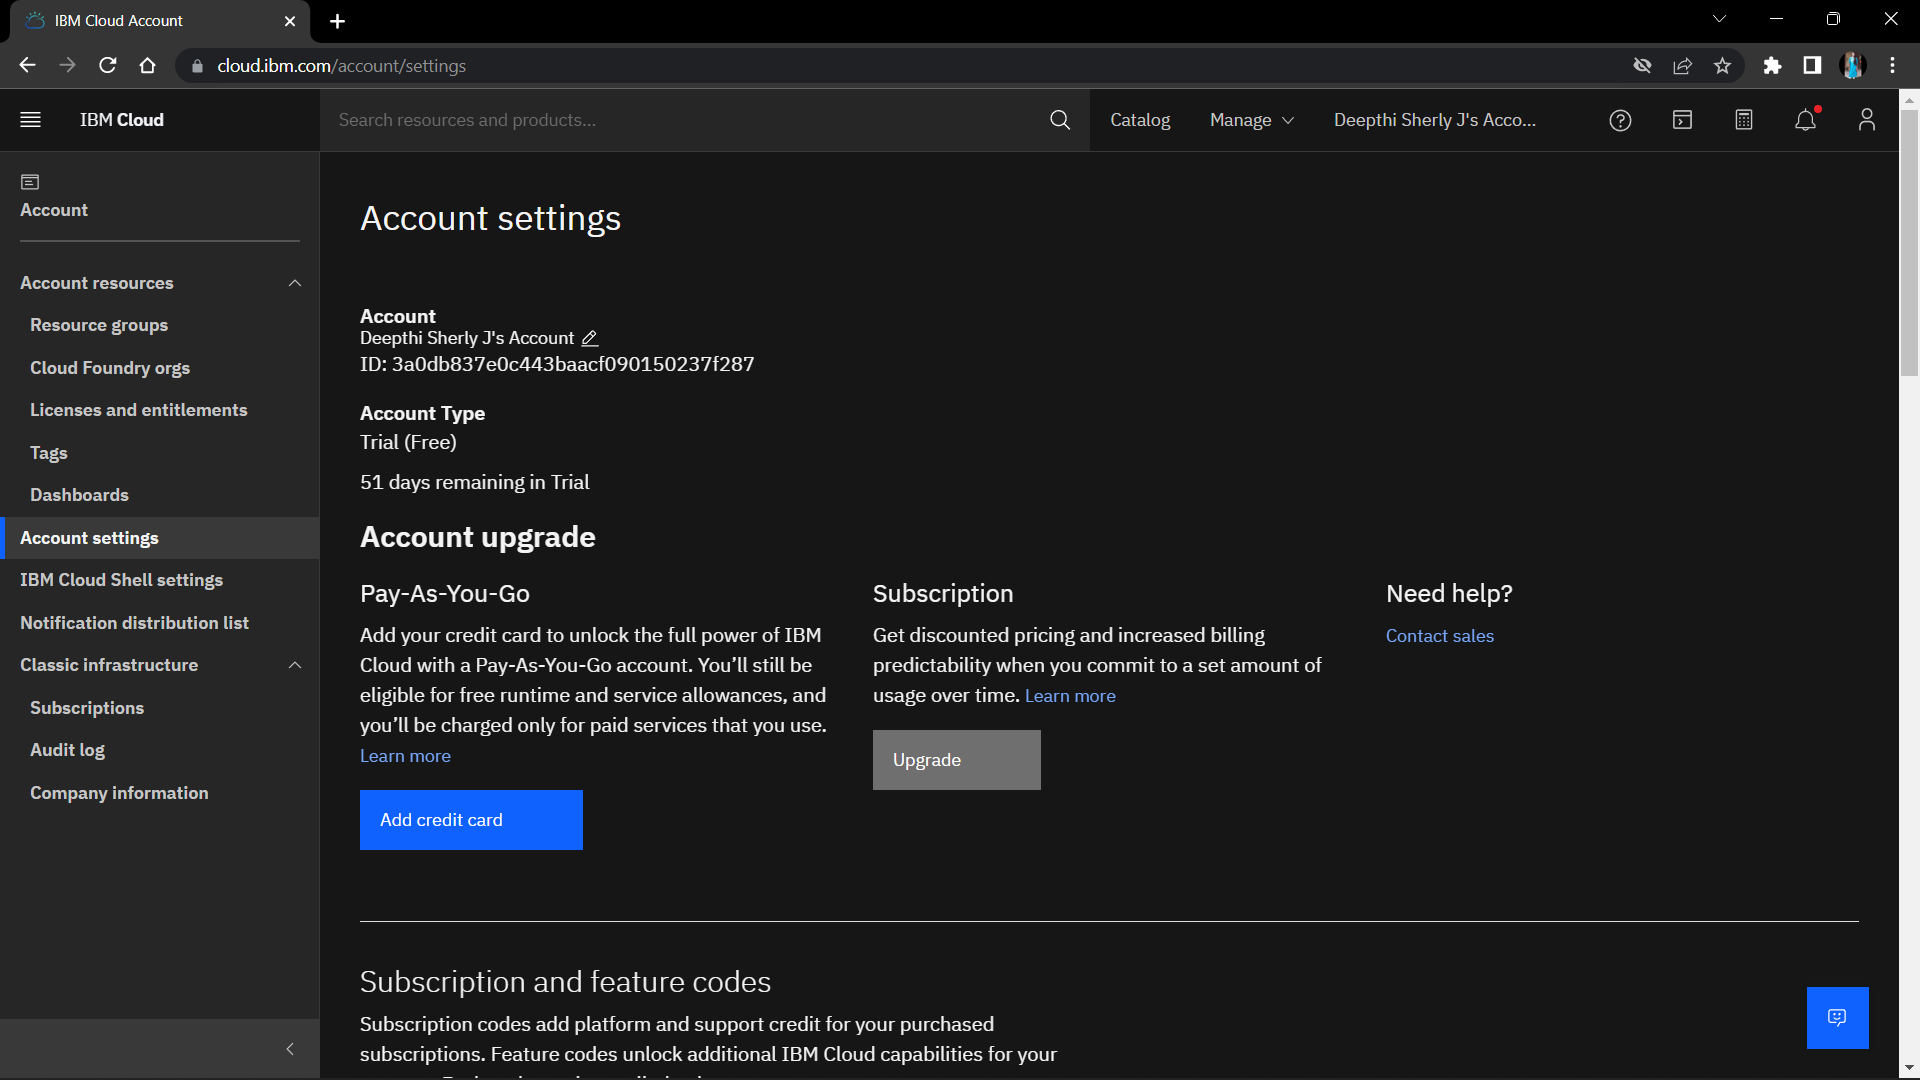 IBM Cloud Account
cloud.ibm.com/account/settings
IBM Cloud
Search resources and products...
Catalog
Manage
Deepthi Sherly J's Acco...
Account
Account resources
Resource groups
Cloud Foundry orgs
Licenses and entitlements
Tags
Dashboards
Account settings
IBM Cloud Shell settings
Notification distribution list
Classic infrastructure
Subscriptions
Audit log
Company information
Account settings
Account
Deepthi Sherly J's Account
ID: 3a0db837e0c443baacf090150237f287
Account Type
Trial (Free)
51 days remaining in Trial
Account upgrade
Pay-As-You-Go
Add your credit card to unlock the full power of IBM
Cloud with a Pay-As-You-Go account. You’ll still be
eligible for free runtime and service allowances, and
you’ll be charged only for paid services that you use.
Learn more
Add credit card
Subscription
Get discounted pricing and increased billing
predictability when you commit to a set amount of
usage over time. Learn more
Upgrade
Need help?
Contact sales
Subscription and feature codes
Subscription codes add platform and support credit for your purchased
subscriptions. Feature codes unlock additional IBM Cloud capabilities for your